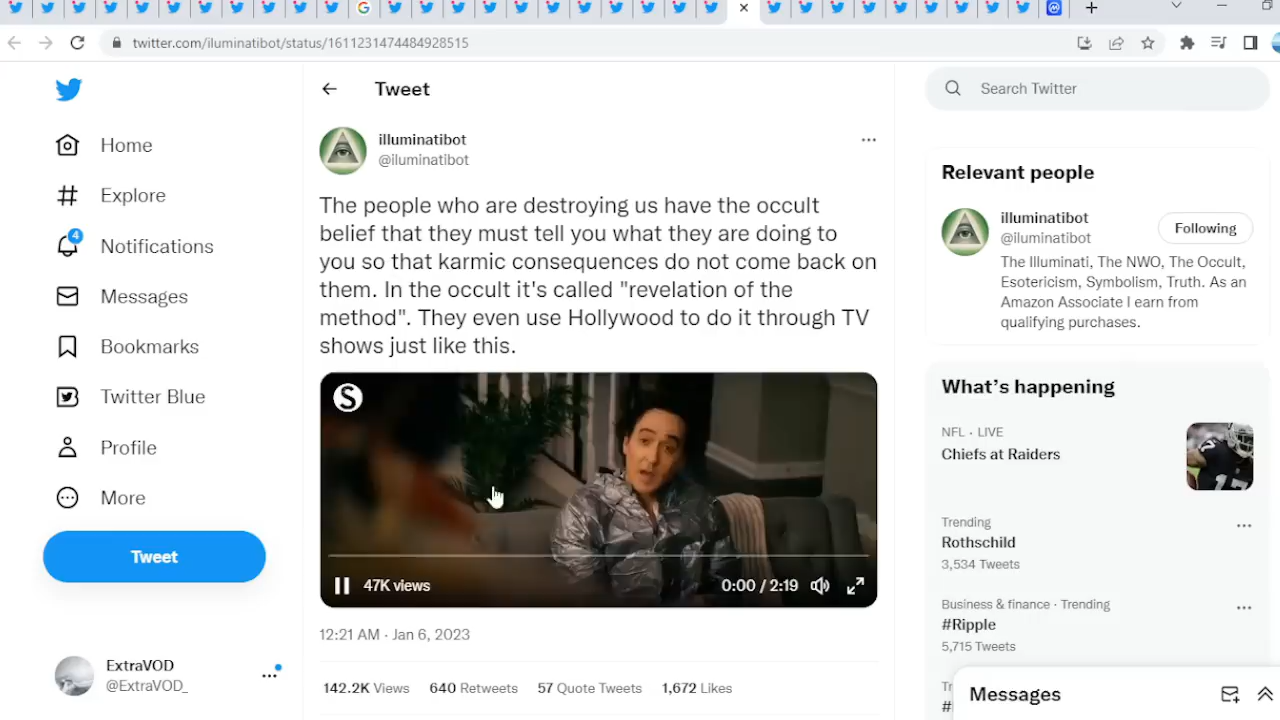 twitter.com/iluminatibot/status/1611231474484928515
Home
Explore
4
Notifications
Messages
Bookmarks
Twitter Blue
Profile
More
Tweet
ExtraVOD
@ExtraVOD_
Tweet
illuminatibot
@iluminatibot
The people who are destroying us have the occult
belief that they must tell you what they are doing to
you so that karmic consequences do not come back on
them. In the occult it's called "revelation of the
method". They even use Hollywood to do it through TV
shows just like this.
S
47K views
0:00 / 2:19
12:21 AM · Jan 6, 2023
142.2K Views 640 Retweets 57 Quote Tweets 1,672 Likes
Search Twitter
Relevant people
illuminatibot
@iluminatibot
Following
The Illuminati, The NWO, The Occult,
Esotericism, Symbolism, Truth. As an
Amazon Associate I earn from
qualifying purchases.
What's happening
NFL · LIVE
Chiefs at Raiders
Trending
Rothschild
3,534 Tweets
Business & finance · Trending
#Ripple
5,715 Tweets
Messages